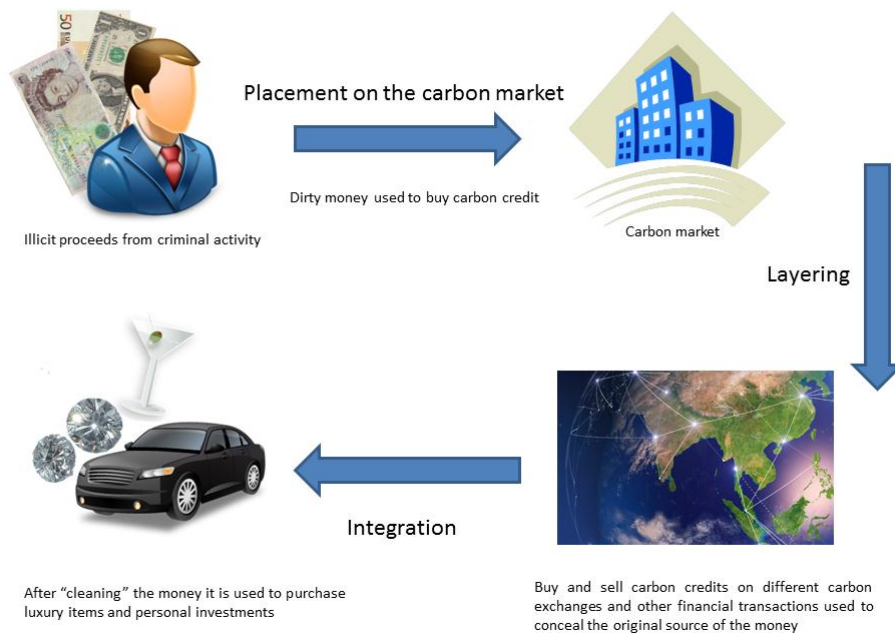 50
Placement on the carbon market
Dirty money used to buy carbon credit
Illicit proceeds from criminal activity
Carbon market
Layering
Integration
After “cleaning” the money it is used to purchase
luxury items and personal investments
Buy and sell carbon credits on different carbon
exchanges and other financial transactions used to
conceal the original source of the money